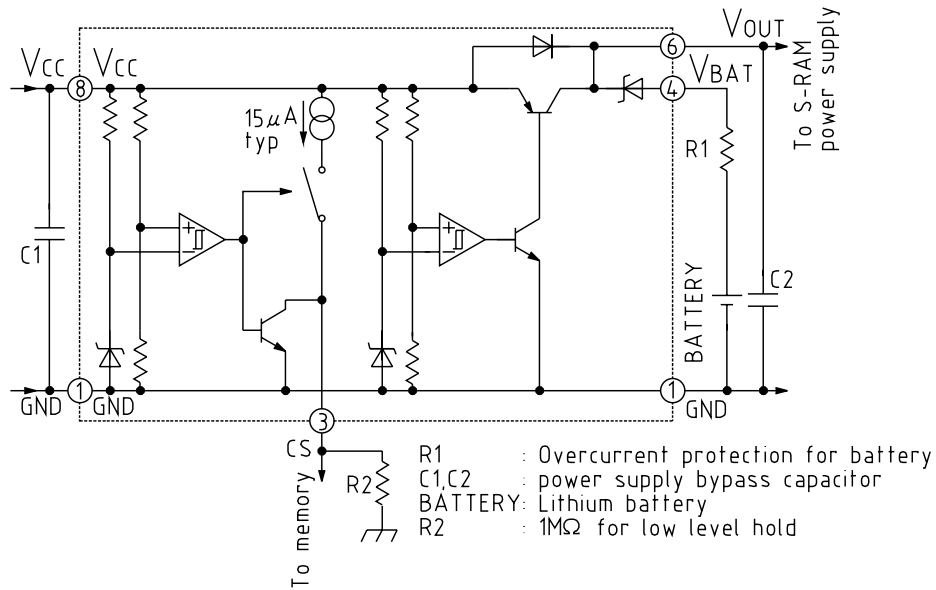 VOUT
6
To S-RAM
power supply
VCC
VCC
8
VBAT
4
15μA
typ
R1
+
−
+
−
C1
BATTERY
C2
1
GND
GND
1
GND
3
CS
R2
To memory
R1 : Overcurrent protection for battery
C1,C2 : power supply bypass capacitor
BATTERY: Lithium battery
R2 : 1MΩ for low level hold